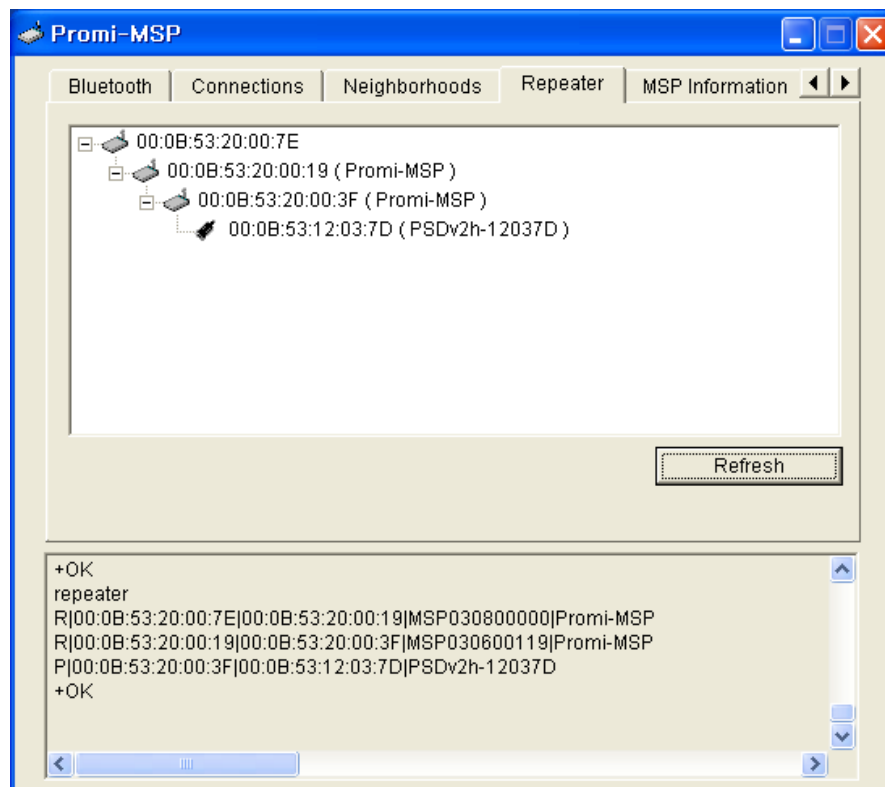 Promi-MSP
Bluetooth Connections Neighborhoods Repeater MSP Information
00:0B:53:20:00:7E
00:0B:53:20:00:19 ( Promi-MSP )
00:0B:53:20:00:3F ( Promi-MSP )
00:0B:53:12:03:7D ( PSDv2h-12037D )
Refresh
+OK
repeater
R|00:0B:53:20:00:7E|00:0B:53:20:00:19|MSP030800000|Promi-MSP
R|00:0B:53:20:00:19|00:0B:53:20:00:3F|MSP030600119|Promi-MSP
P|00:0B:53:20:00:3F|00:0B:53:12:03:7D|PSDv2h-12037D
+OK